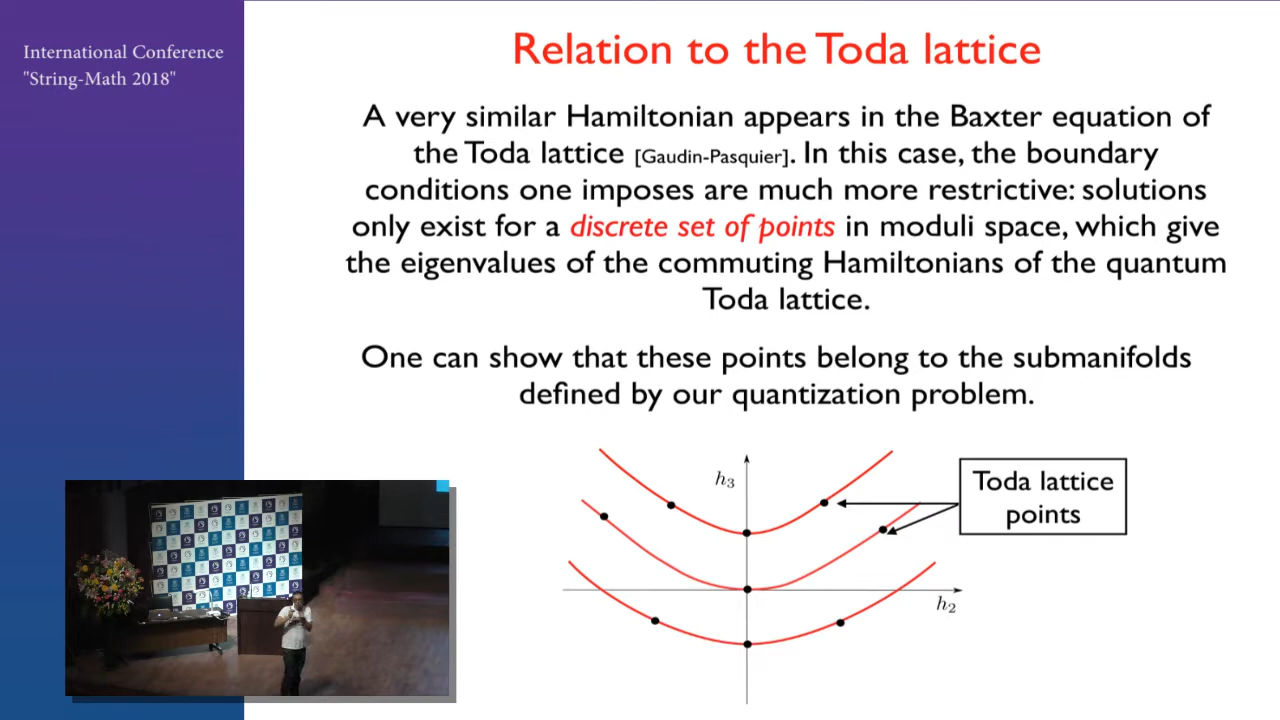 International Conference
"String-Math 2018"
Relation to the Toda lattice
A very similar Hamiltonian appears in the Baxter equation of
the Toda lattice [Gaudin-Pasquier]. In this case, the boundary
conditions one imposes are much more restrictive: solutions
only exist for a discrete set of points in moduli space, which give
the eigenvalues of the commuting Hamiltonians of the quantum
Toda lattice.
One can show that these points belong to the submanifolds
defined by our quantization problem.
h₃
Toda lattice
points
h₂